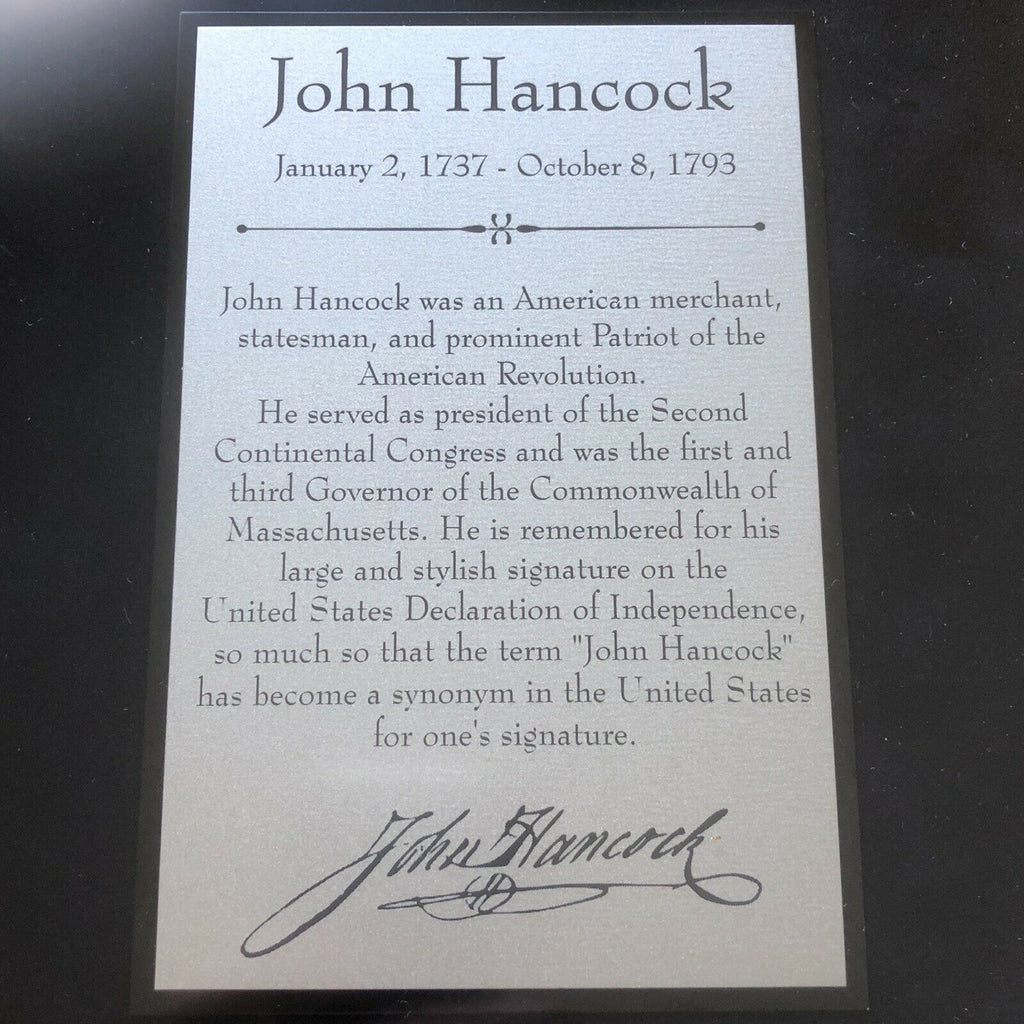 John Hancock
January 2, 1737 - October 8, 1793
John Hancock was an American merchant,
statesman, and prominent Patriot of the
American Revolution.
He served as president of the Second
Continental Congress and was the first and
third Governor of the Commonwealth of
Massachusetts. He is remembered for his
large and stylish signature on the
United States Declaration of Independence,
so much so that the term "John Hancock"
has become a synonym in the United States
for one's signature.
John Hancock